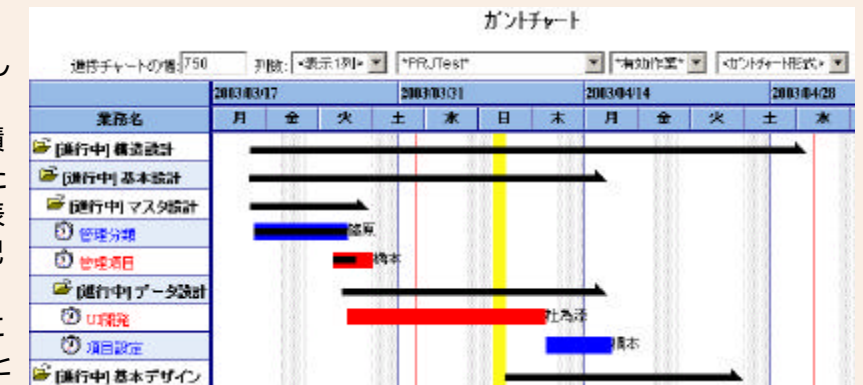 ガントチャート
進捗チャートの幅:750 列数: <表示1列> *PRJTest* *有効作業* <ガントチャート形式>
2003/03/17 2003/03/31 2003/04/14 2003/04/28
業務名 月 金 火 土 水 日 木 月 金 火 土 水
[進行中] 構造設計
[進行中] 基本設計
[進行中] マスタ設計
管理分類 篠原
管理項目 橋本
[進行中] データ設計
UI開発
項目設定 橋本
[進行中] 基本デザイン